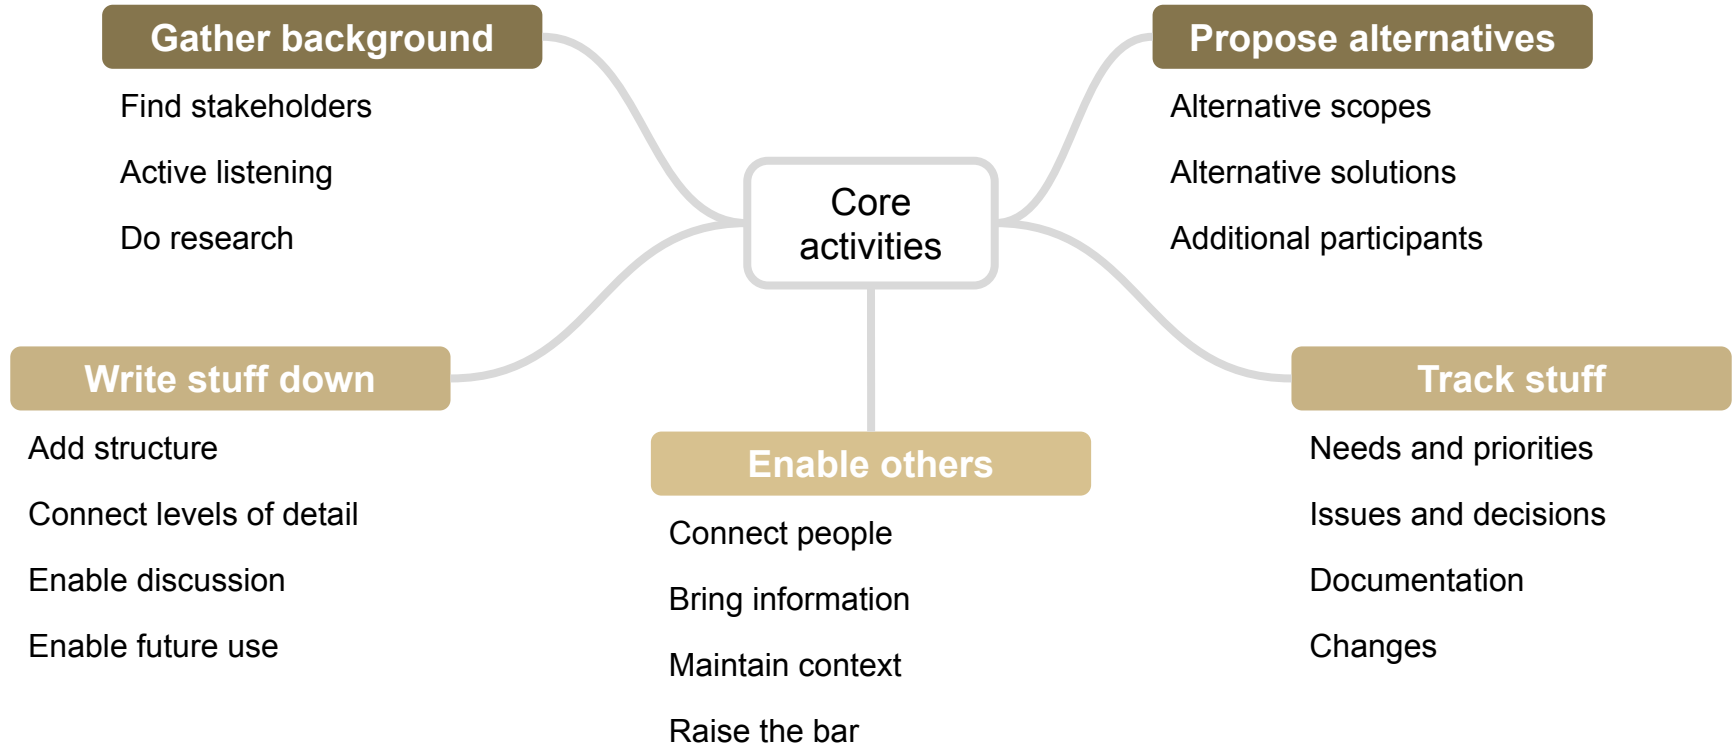 Gather background
Find stakeholders
Active listening
Do research
Propose alternatives
Alternative scopes
Alternative solutions
Additional participants
Core
activities
Write stuff down
Add structure
Connect levels of detail
Enable discussion
Enable future use
Enable others
Connect people
Bring information
Maintain context
Raise the bar
Track stuff
Needs and priorities
Issues and decisions
Documentation
Changes